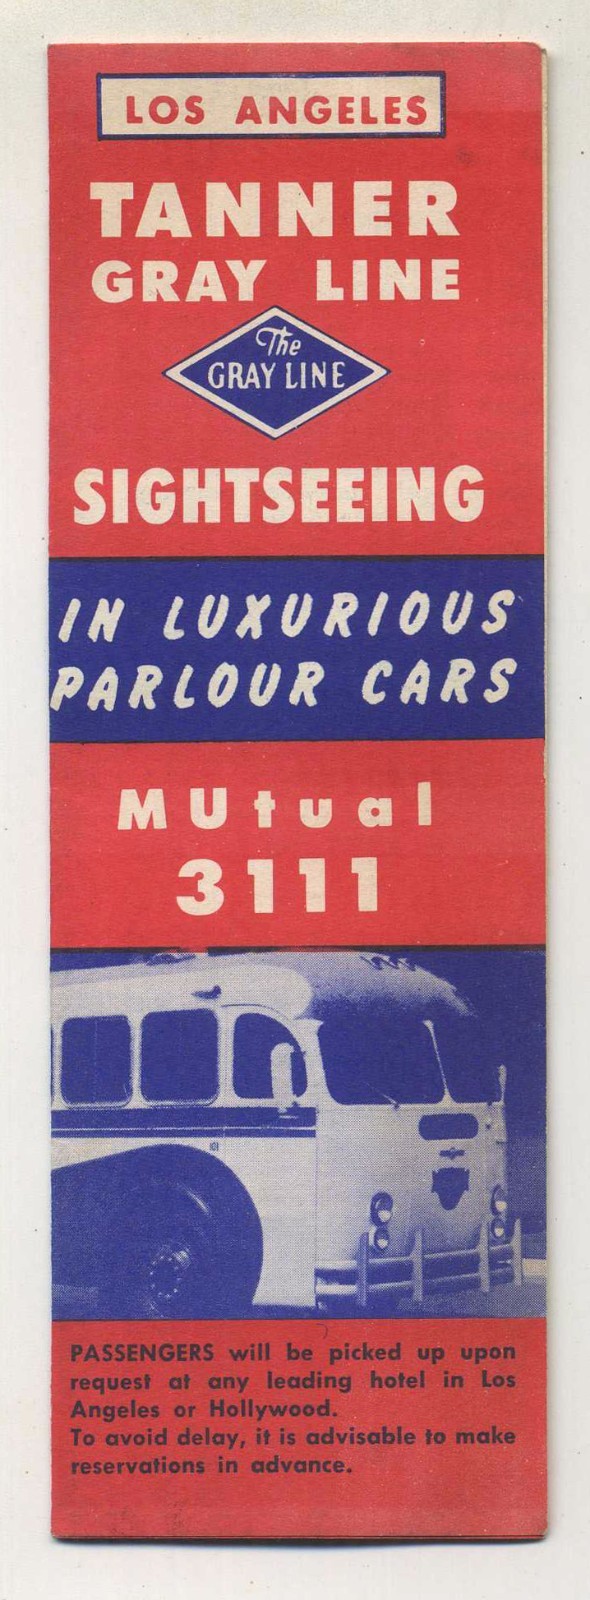 LOS ANGELES
TANNER
GRAY LINE
The
GRAY LINE
SIGHTSEEING
IN LUXURIOUS
PARLOUR CARS
MUtual
3111
101
PASSENGERS will be picked up upon
request at any leading hotel in Los
Angeles or Hollywood.
To avoid delay, it is advisable to make
reservations in advance.